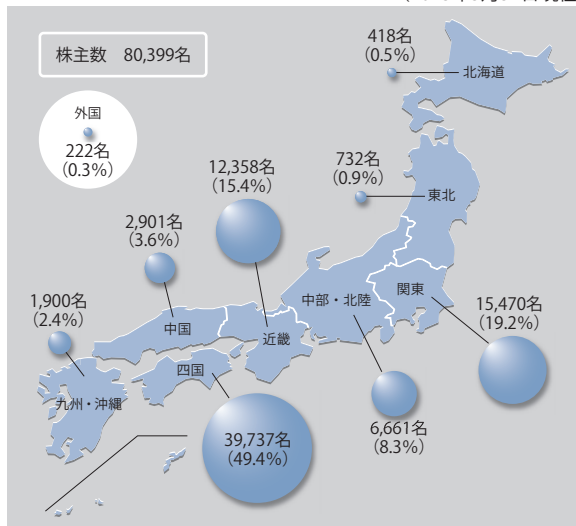 株主数 80,399名
418名
(0.5%)
北海道
外国
222名
(0.3%)
12,358名
(15.4%)
732名
(0.9%)
東北
2,901名
(3.6%)
1,900名
(2.4%)
中国
近畿
中部・北陸
関東
15,470名
(19.2%)
四国
九州・沖縄
39,737名
(49.4%)
6,661名
(8.3%)